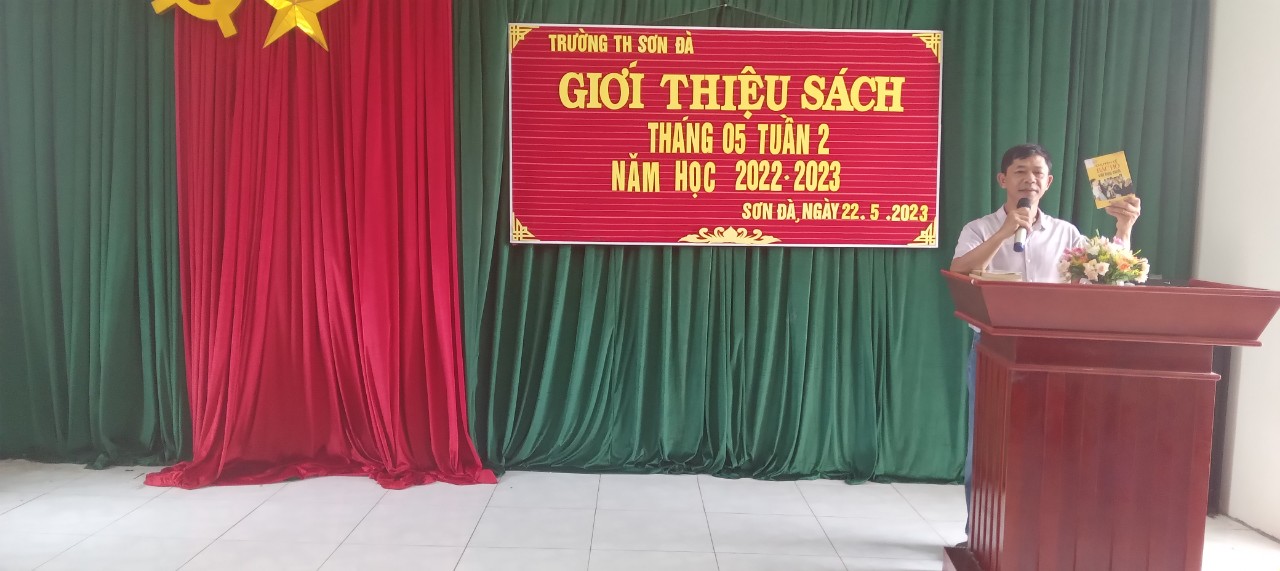 TRƯỜNG TH SƠN ĐÀ
GIỚI THIỆU SÁCH
THÁNG 05 TUẦN 2
NĂM HỌC 2022-2023
SƠN ĐÀ, NGÀY 22.5.2023